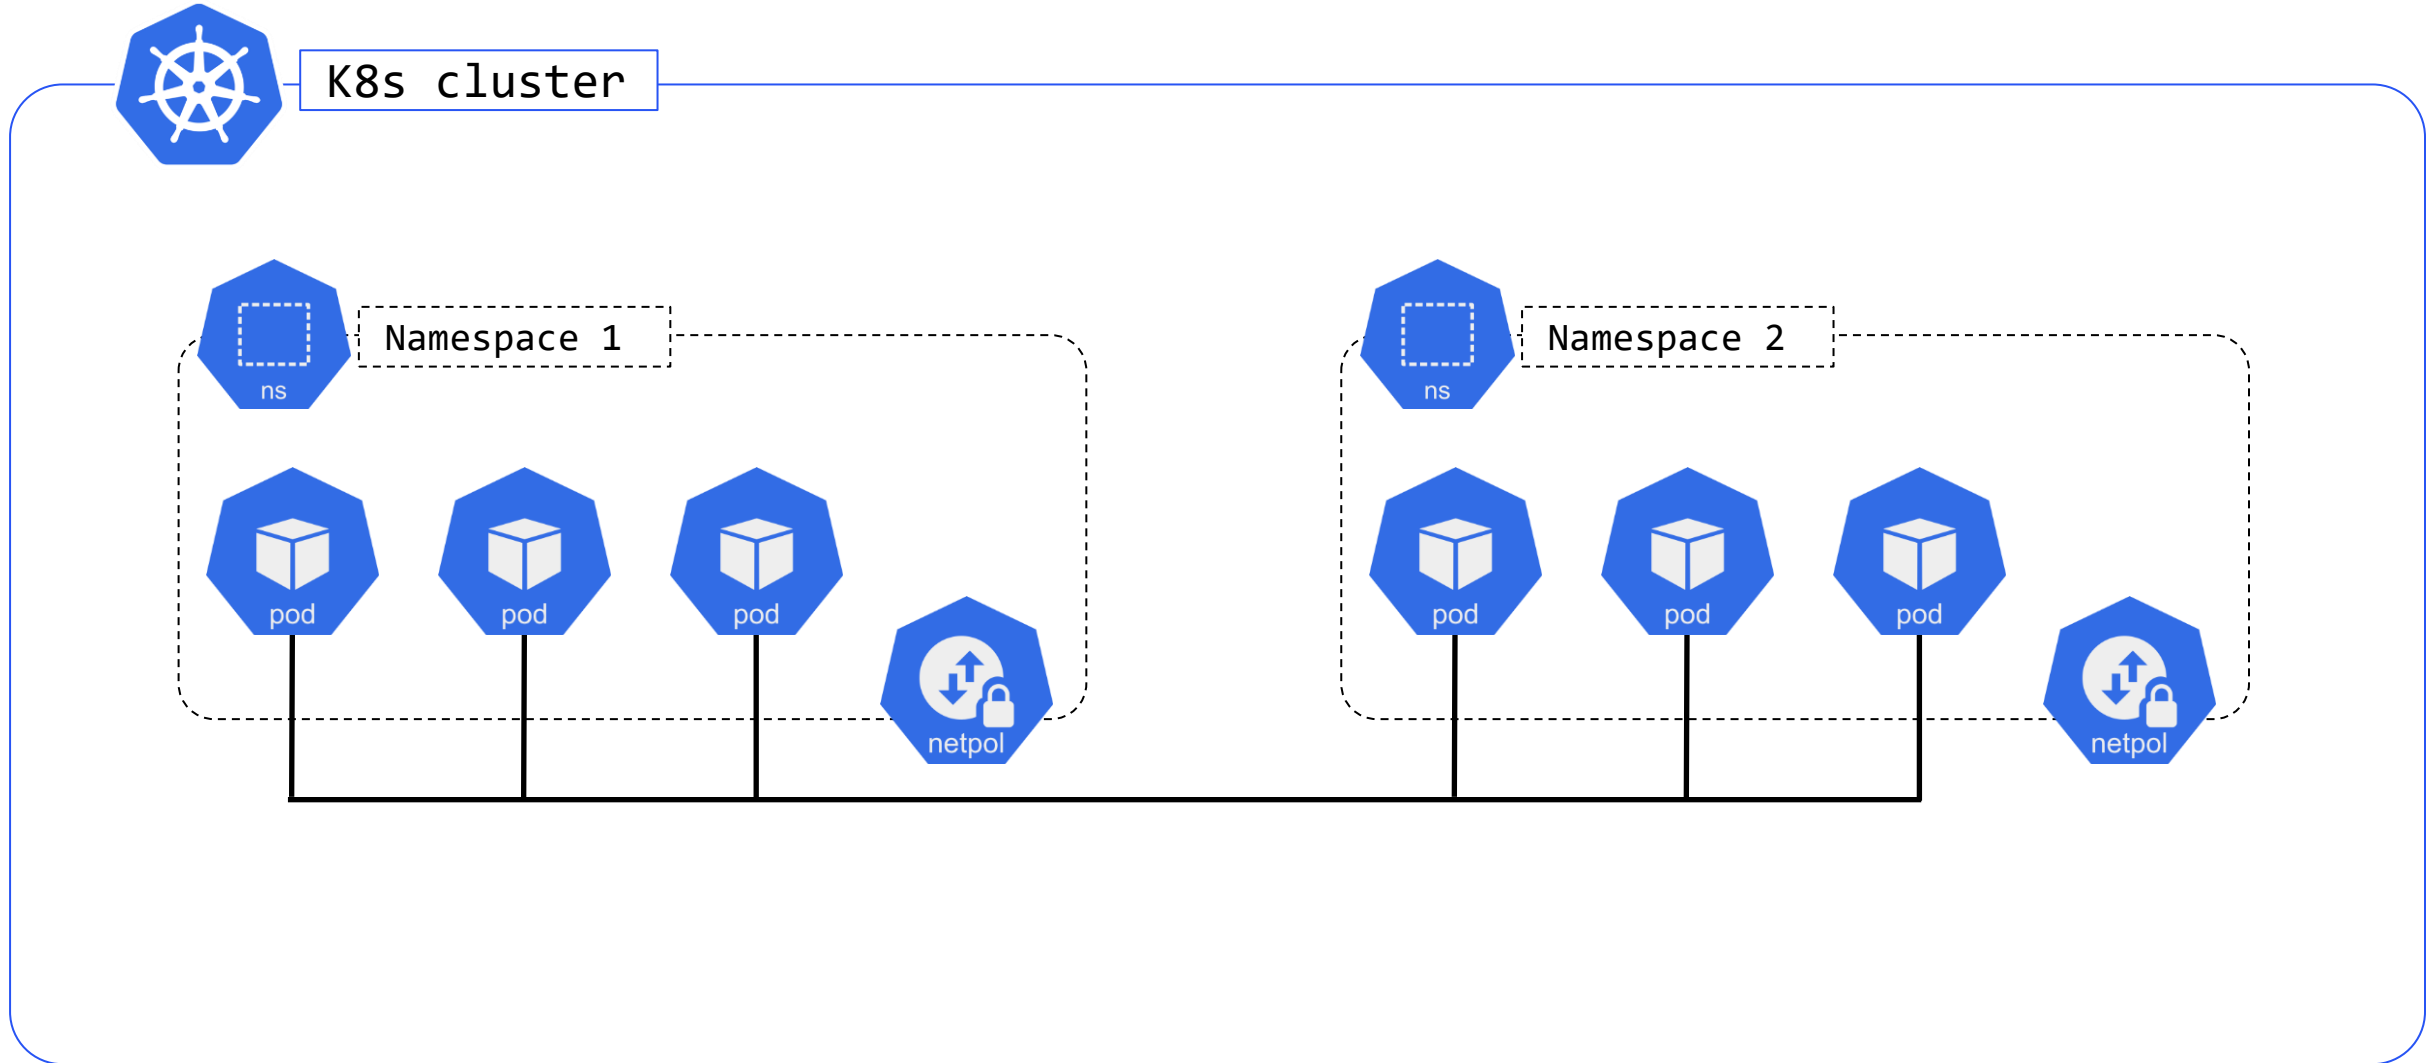 K8s cluster
ns
Namespace 1
ns
Namespace 2
pod
pod
pod
pod
pod
pod
netpol
netpol